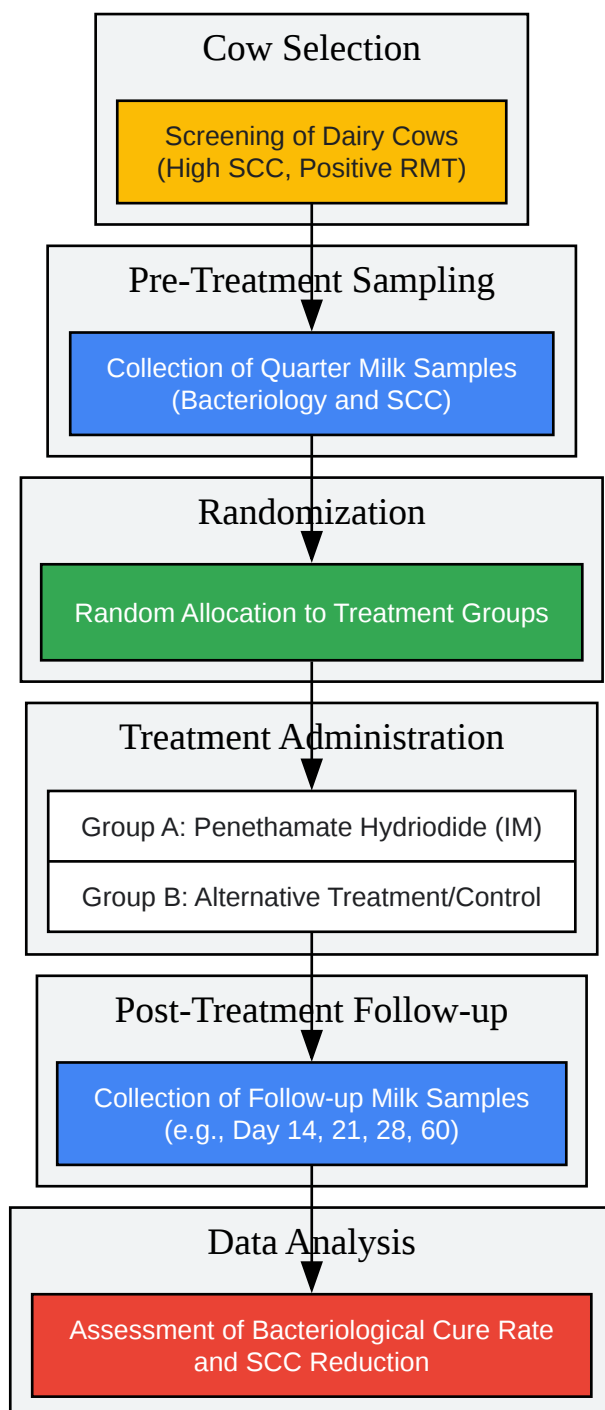 Cow Selection
Screening of Dairy Cows
(High SCC, Positive RMT)
Pre-Treatment Sampling
Collection of Quarter Milk Samples
(Bacteriology and SCC)
Randomization
Random Allocation to Treatment Groups
Treatment Administration
Group A: Penethamate Hydriodide (IM)
Group B: Alternative Treatment/Control
Post-Treatment Follow-up
Collection of Follow-up Milk Samples
(e.g., Day 14, 21, 28, 60)
Data Analysis
Assessment of Bacteriological Cure Rate
and SCC Reduction